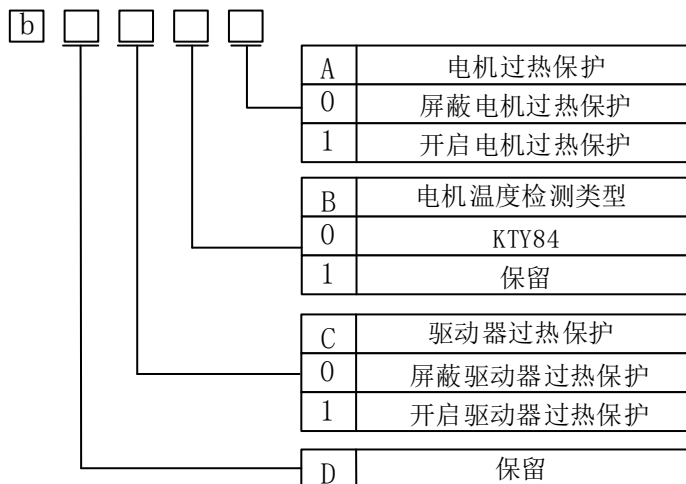 b
A 电机过热保护
0 屏蔽电机过热保护
1 开启电机过热保护
B 电机温度检测类型
0 KTY84
1 保留
C 驱动器过热保护
0 屏蔽驱动器过热保护
1 开启驱动器过热保护
D 保留